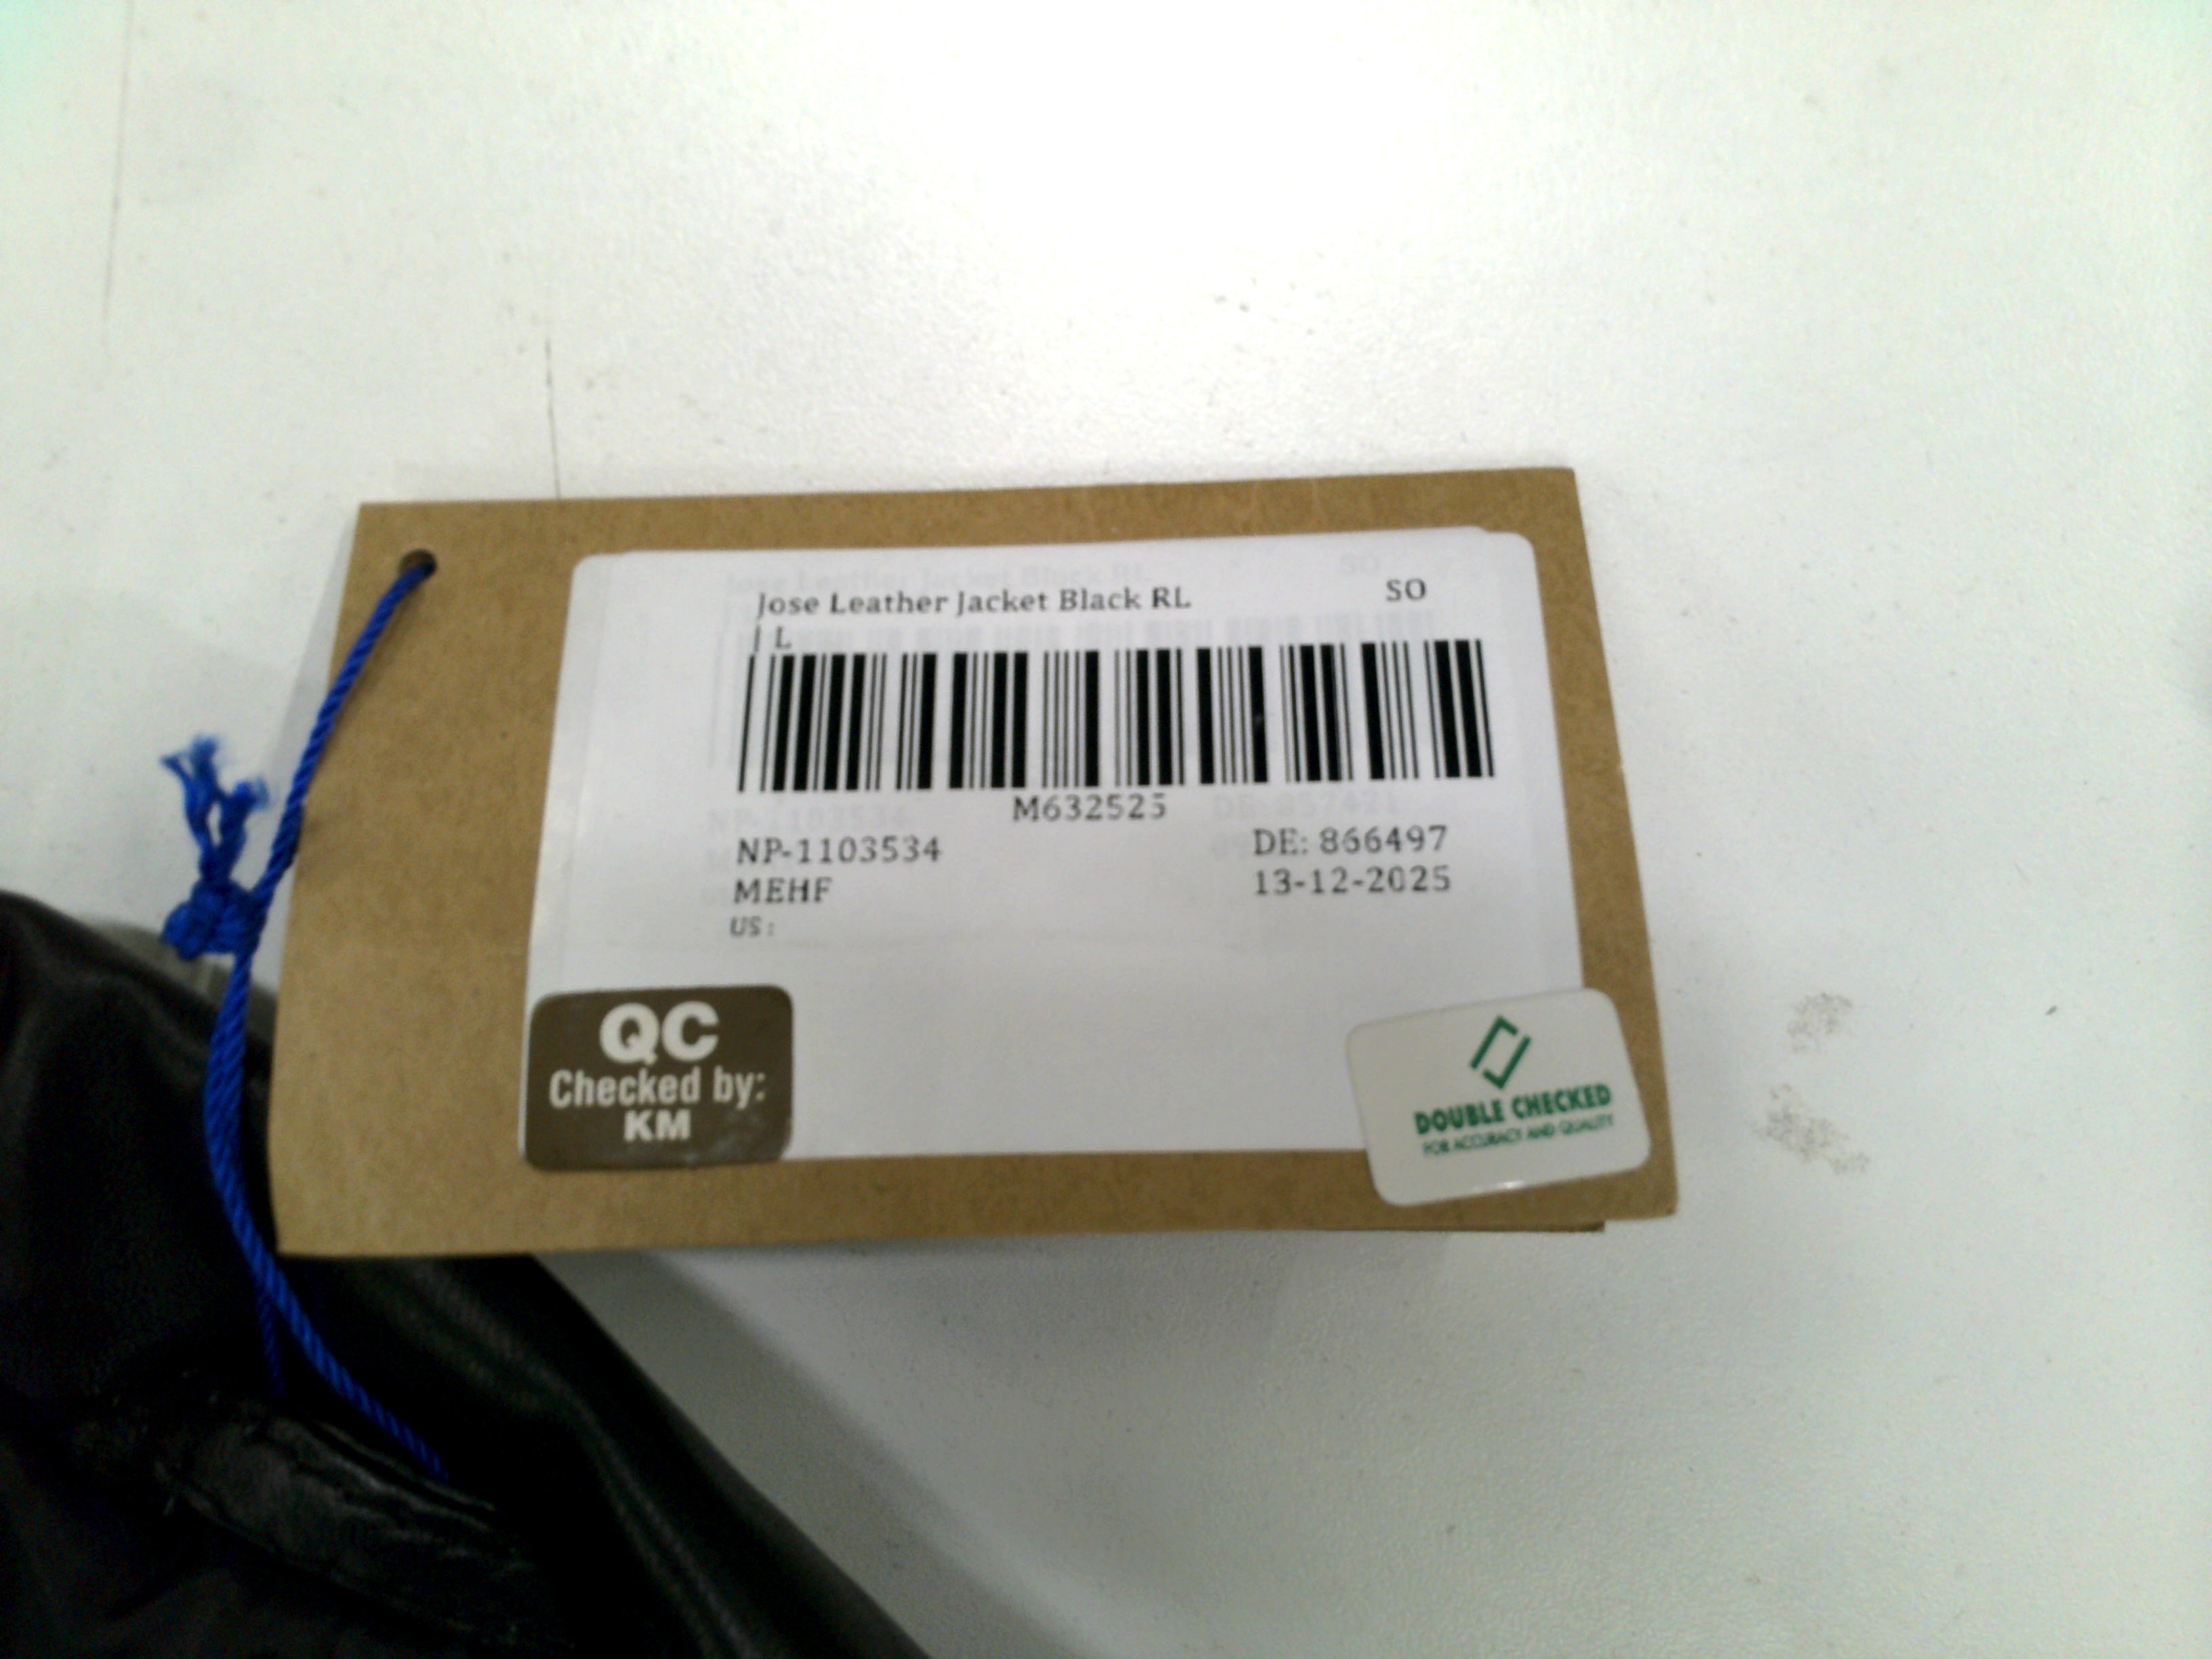 Jose Leather Jacket Black RL SO
| L
M632525
NP-1103534 DE: 866497
MEHF 13-12-2025
US:
QC
Checked by:
KM
DOUBLE CHECKED
FOR ACCURACY AND QUALITY